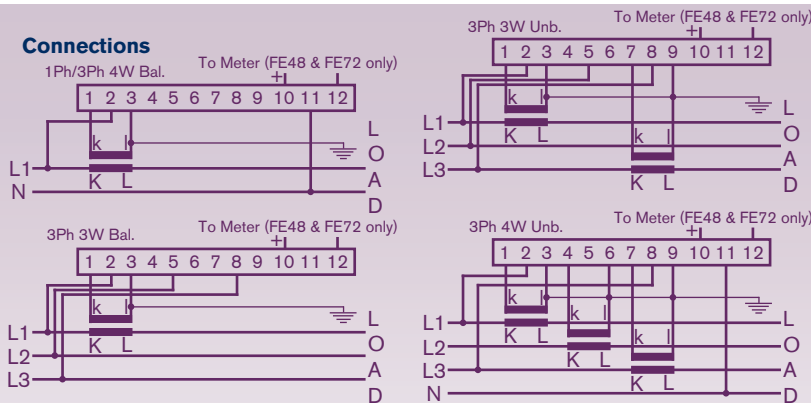 Connections
1Ph/3Ph 4W Bal.
To Meter (FE48 & FE72 only)
+
1 2 3 4 5 6 7 8 9 10 11 12
k l
L1
N
K L
L
O
A
D
3Ph 3W Unb.
To Meter (FE48 & FE72 only)
+
1 2 3 4 5 6 7 8 9 10 11 12
k l
k l
L1
L2
L3
K L
K L
L
O
A
D
3Ph 3W Bal.
To Meter (FE48 & FE72 only)
+
1 2 3 4 5 6 7 8 9 10 11 12
k l
L1
L2
L3
K L
L
O
A
D
3Ph 4W Unb.
To Meter (FE48 & FE72 only)
+
1 2 3 4 5 6 7 8 9 10 11 12
k l
k l
k l
L1
L2
L3
N
K L
K L
K L
L
O
A
D